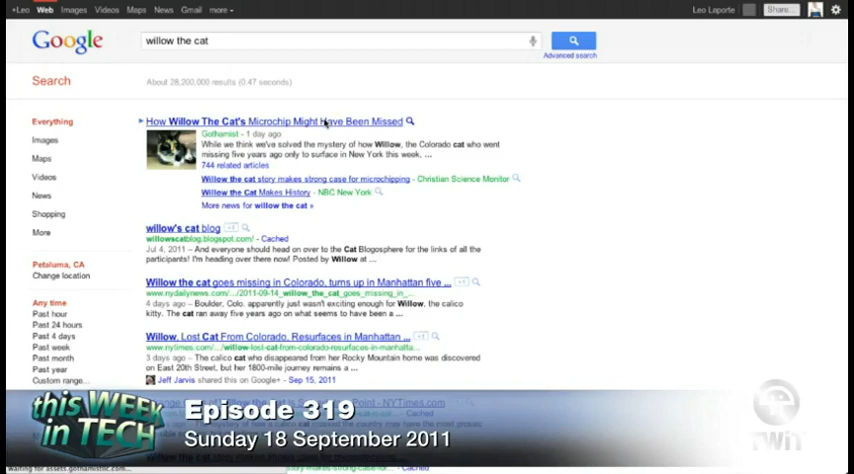 +Leo Web Images Videos Maps News Gmail more
Leo Laporte Share...
Google willow the cat
Advanced search
Search About 28,200,000 results (0.47 seconds)
Everything
Images
Maps
Videos
News
Shopping
More
Petaluma, CA
Change location
Any time
Past hour
Past 24 hours
Past 4 days
Past week
Past month
Past year
Custom range...
How Willow The Cat's Microchip Might Have Been Missed
Gothamist - 1 day ago
While we think we've solved the mystery of how Willow, the Colorado cat who went
missing five years ago only to surface in New York this week, ...
744 related articles
Willow the cat story makes strong case for microchipping - Christian Science Monitor
Willow the Cat Makes History - NBC New York
More news for willow the cat »
willow's cat blog +1
willowscatblog.blogspot.com/ - Cached
Jul 4, 2011 – And everyone should head on over to the Cat Blogosphere for the links of all the
participants! I'm heading over there now! Posted by Willow at ...
Willow the cat goes missing in Colorado, turns up in Manhattan five ... +1
www.nydailynews.com/.../2011-09-14_willow_the_cat_goes_missing_in_...
4 days ago – Boulder, Colo. apparently just wasn't exciting enough for Willow, the calico
kitty. The cat ran away five years ago on what seems to have been a ...
Willow, Lost Cat From Colorado, Resurfaces in Manhattan ... +1
www.nytimes.com/.../willow-lost-cat-from-colorado-resurfaces-in-manhatta...
3 days ago – The calico cat who disappeared from her Rocky Mountain home was discovered
on East 20th Street, but her 1800-mile journey remains a ...
Jeff Jarvis shared this on Google+ - Sep 15, 2011
this WEEK
in TECH
Episode 319
Sunday 18 September 2011
Cached